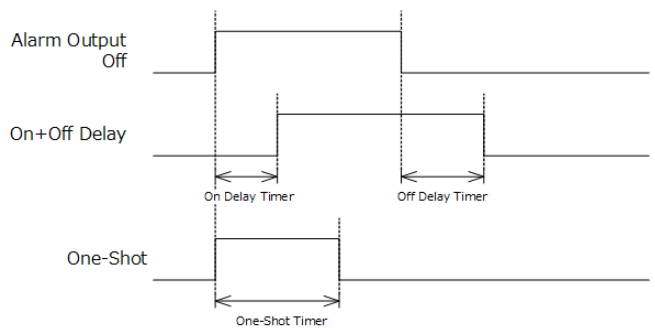 Alarm Output
Off
On+Off Delay
On Delay Timer
Off Delay Timer
One-Shot
One-Shot Timer